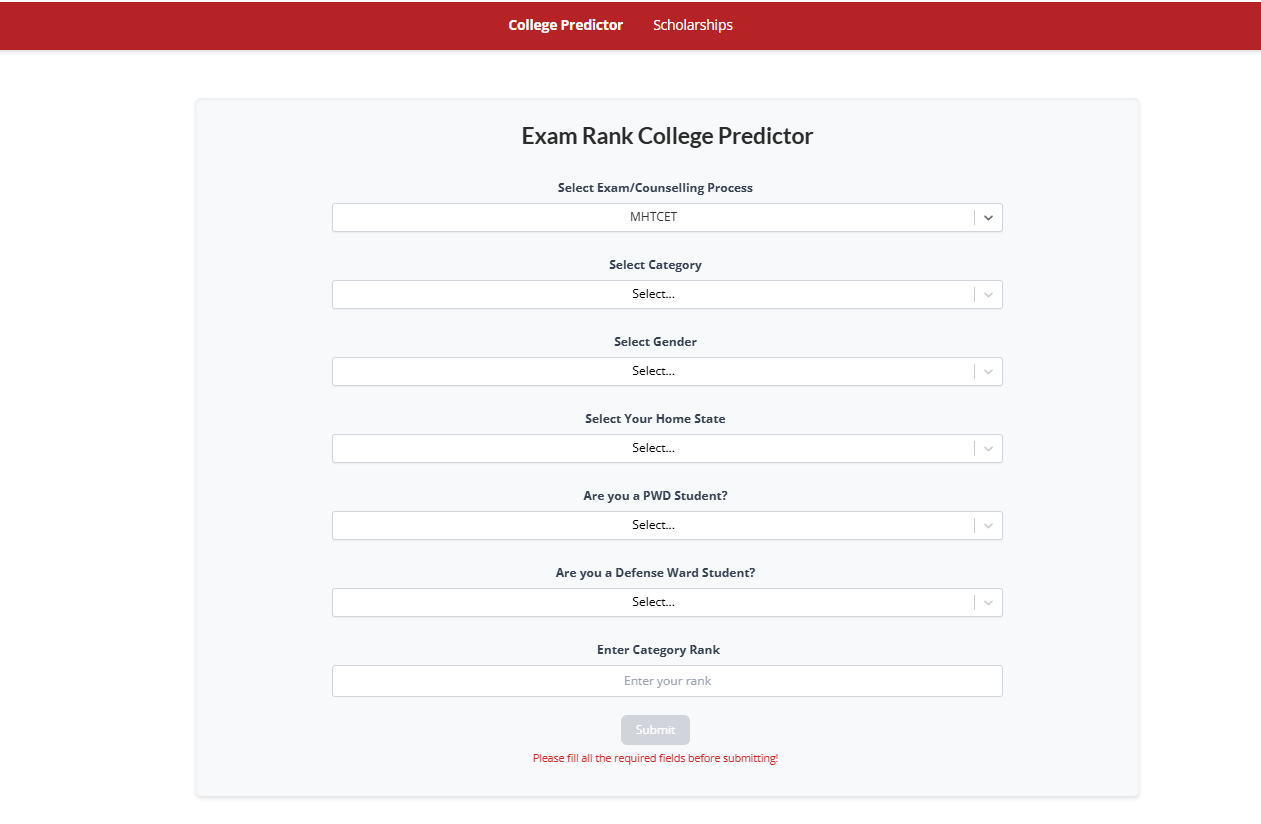 College Predictor Scholarships
Exam Rank College Predictor
Select Exam/Counselling Process
MHTCET
Select Category
Select...
Select Gender
Select...
Select Your Home State
Select...
Are you a PWD Student?
Select...
Are you a Defense Ward Student?
Select...
Enter Category Rank
Enter your rank
Submit
Please fill all the required fields before submitting!